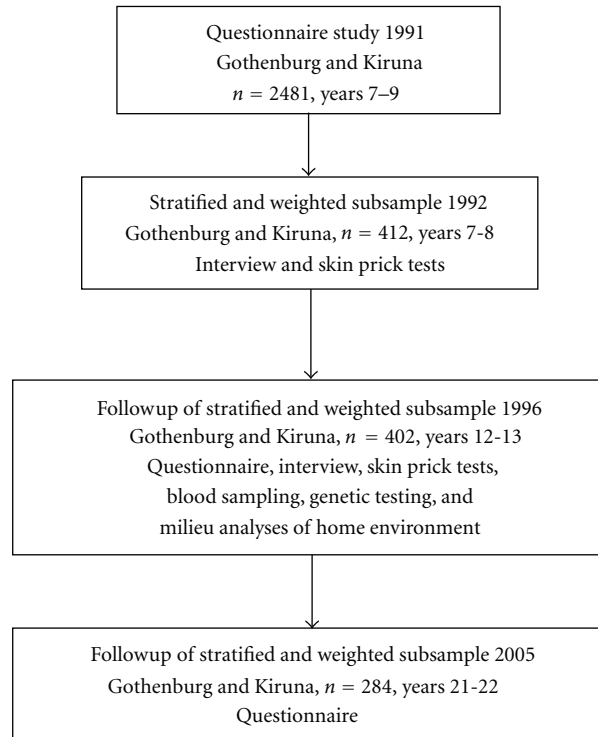 Questionnaire study 1991
Gothenburg and Kiruna
n = 2481, years 7–9
Stratified and weighted subsample 1992
Gothenburg and Kiruna, n = 412, years 7-8
Interview and skin prick tests
Followup of stratified and weighted subsample 1996
Gothenburg and Kiruna, n = 402, years 12-13
Questionnaire, interview, skin prick tests,
blood sampling, genetic testing, and
milieu analyses of home environment
Followup of stratified and weighted subsample 2005
Gothenburg and Kiruna, n = 284, years 21-22
Questionnaire